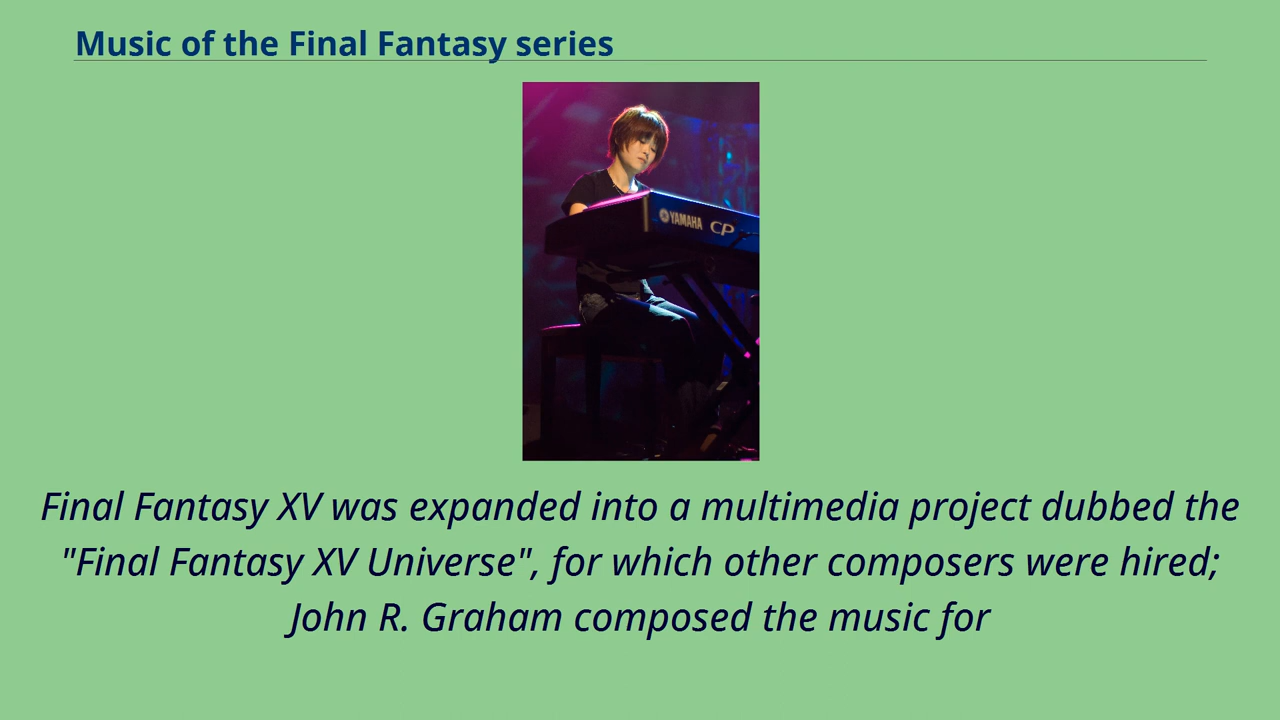 Music of the Final Fantasy series
YAMAHA CP
Final Fantasy XV was expanded into a multimedia project dubbed the
"Final Fantasy XV Universe", for which other composers were hired;
John R. Graham composed the music for